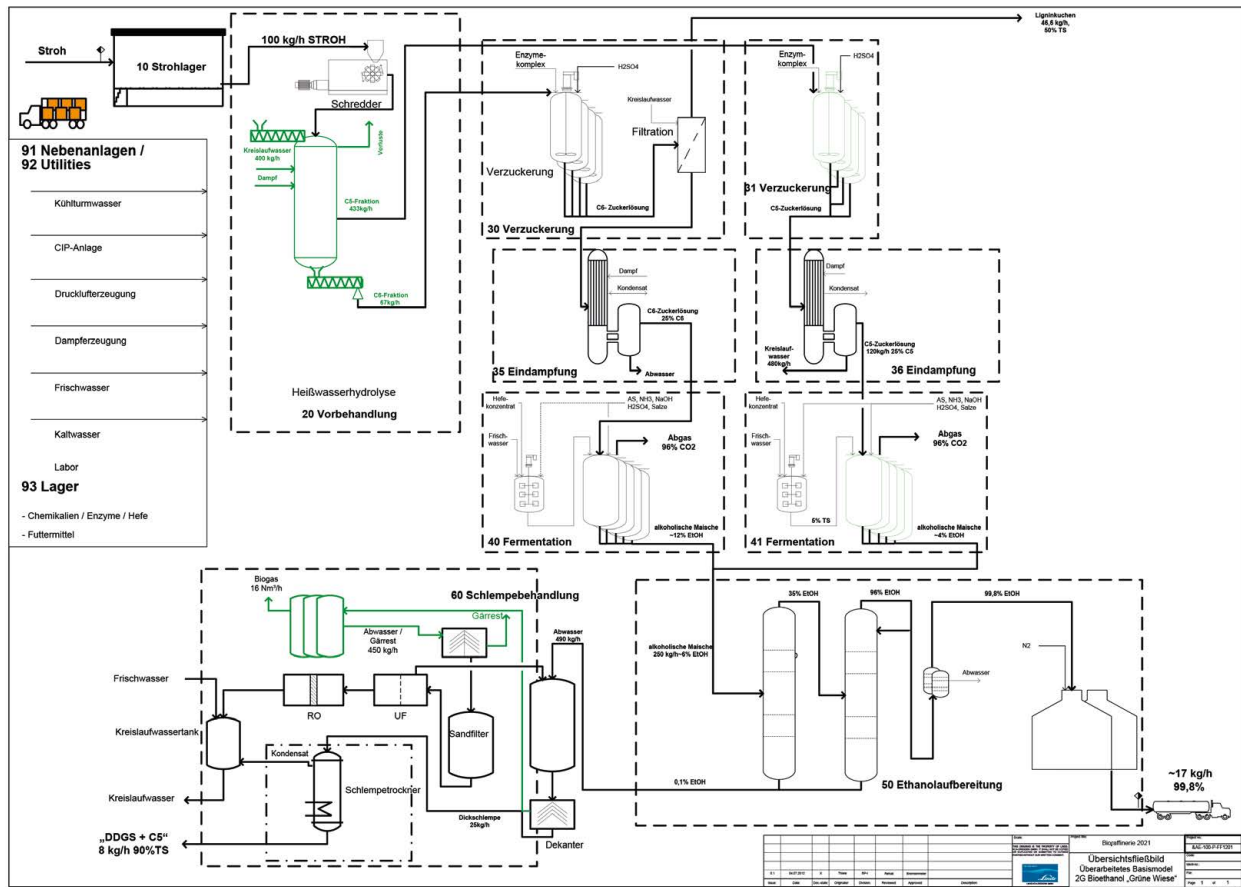 Stroh
10 Strohlager
91 Nebenanlagen /
92 Utilities
Kühlturmwasser
CIP-Anlage
Drucklufterzeugung
Dampferzeugung
Frischwasser
Kaltwasser
Labor
93 Lager
- Chemikalien / Enzyme / Hefe
- Futtermittel
100 kg/h STROH
Schredder
Kreislaufwasser
400 kg/h
Dampf
Verluste
C5-Fraktion
433kg/h
C6-Fraktion
67kg/h
Heißwasserhydrolyse
20 Vorbehandlung
Enzyme-
komplex
H2SO4
Kreislaufwasser
Filtration
Verzuckerung
C6- Zuckerlösung
30 Verzuckerung
Ligninkuchen
45,6 kg/h,
50% TS
Enzym-
komplex
H2SO4
31 Verzuckerung
C5-Zuckerlösung
Dampf
Kondensat
C6-Zuckerlösung
25% C6
Abwasser
35 Eindampfung
Dampf
Kondensat
C5-Zuckerlösung
120kg/h 25% C5
Kreislauf-
wasser
480kg/h
36 Eindampfung
Hefe-
konzentrat
AS, NH3, NaOH
H2SO4, Salze
Frisch-
wasser
Abgas
96% CO2
alkoholische Maische
~12% EtOH
40 Fermentation
Hefe-
konzentrat
AS, NH3, NaOH
H2SO4, Salze
Frisch-
wasser
Abgas
96% CO2
5% TS
alkoholische Maische
~4% EtOH
41 Fermentation
Biogas
16 Nm³/h
60 Schlempebehandlung
Gärrest
Abwasser /
Gärrest
450 kg/h
Abwasser
490 kg/h
Frischwasser
RO
UF
Sandfilter
Kreislaufwassertank
Kondensat
Schlempetrockner
Kreislaufwasser
Dickschlempe
25kg/h
Dekanter
„DDGS + C5“
8 kg/h 90%TS
35% EtOH
96% EtOH
99,8% EtOH
alkoholische Maische
250 kg/h~6% EtOH
N2
Abwasser
0,1% EtOH
50 Ethanolaufbereitung
~17 kg/h
99,8%
Biopaffinerie 2021
&AE-100-P-FF1201
Übersichtsfließbild
Überarbeitetes Basismodel
2G Bioethanol „Grüne Wiese“
Linde